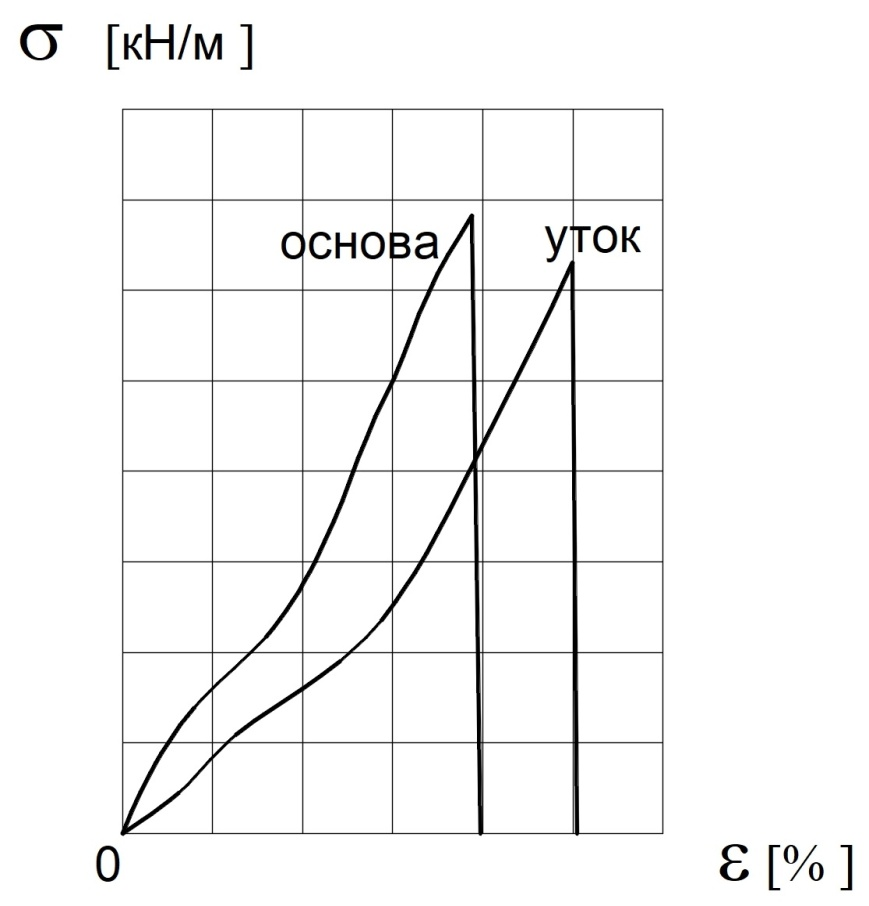 σ [кН/м ]
основа
уток
0
ε [% ]